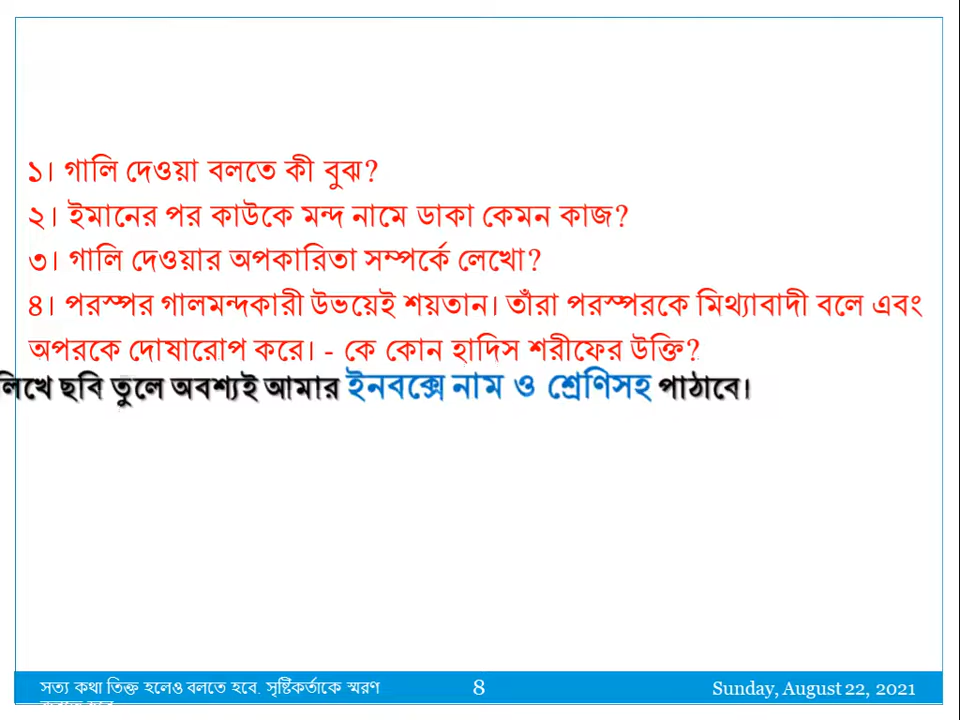 ১। গালি দেওয়া বলতে কী বুঝ?
২। ইমানের পর কাউকে মন্দ নামে ডাকা কেমন কাজ?
৩। গালি দেওয়ার অপকারিতা সম্পর্কে লেখো?
8। পরস্পর গালমন্দকারী উভয়েই শয়তান। তাঁরা পরস্পরকে মিথ্যাবাদী বলে এবং
অপরকে দোষারোপ করে। - কে কোন হাদিস শরীফের উক্তি?
লিখে ছবি তুলে অবশ্যই আমার ইনবক্সে নাম ও শ্রেণিসহ পাঠাবে।
সত্য কথা তিক্ত হলেও বলতে হবে. সৃষ্টিকর্তাকে স্মরণ
8
Sunday, August 22, 2021